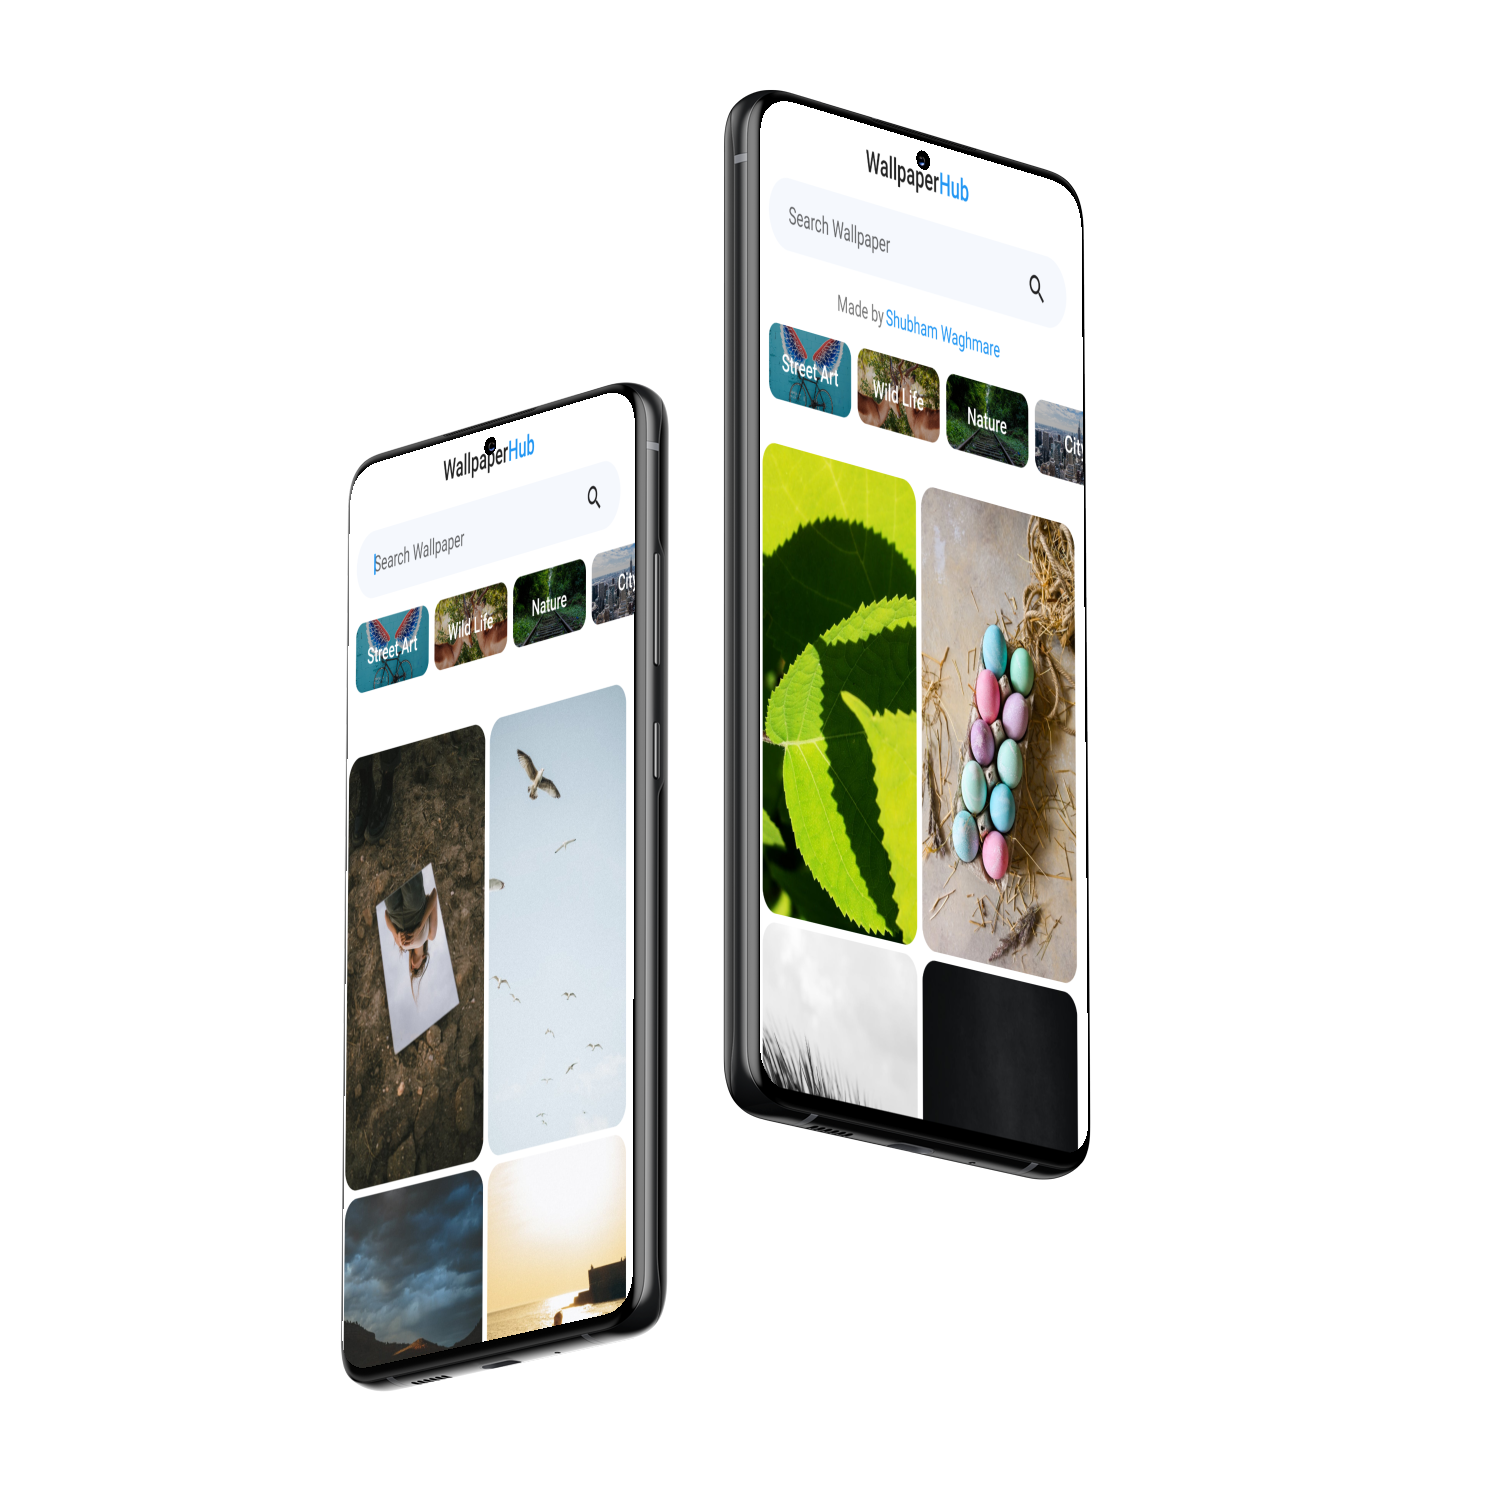 WallpaperHub
Search Wallpaper
Street Art
Wild Life
Nature
City
WallpaperHub
Search Wallpaper
Made by Shubham Waghmare
Street Art
Wild Life
Nature
City